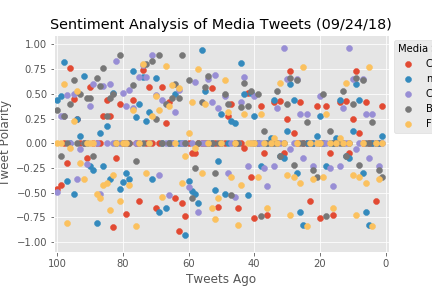 Sentiment Analysis of Media Tweets (09/24/18)
Tweet Polarity
1.00
0.75
0.50
0.25
0.00
−0.25
−0.50
−0.75
−1.00
100
80
60
40
20
0
Tweets Ago
Media
C
B
F